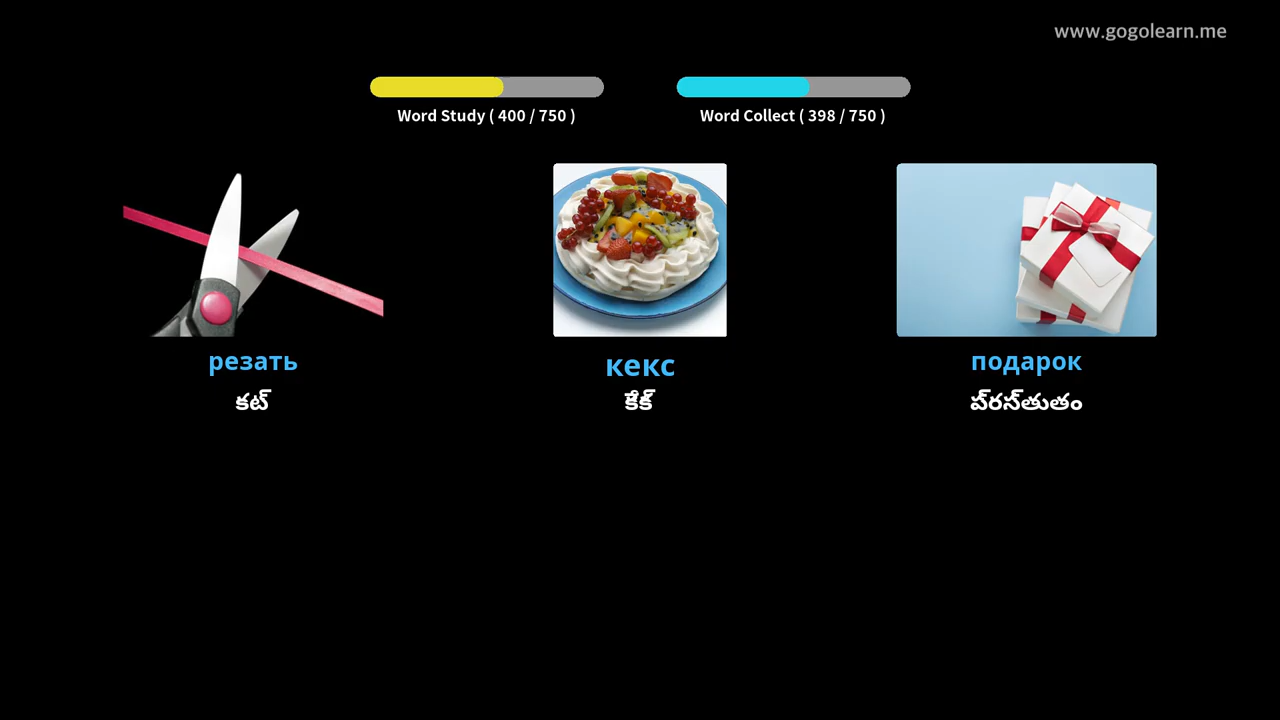 www.gogolearn.me
Word Study ( 400 / 750 )
Word Collect ( 398 / 750 )
резать
кекс
подарок
కట్
కేక్
ప్‌రస్‌తుతం